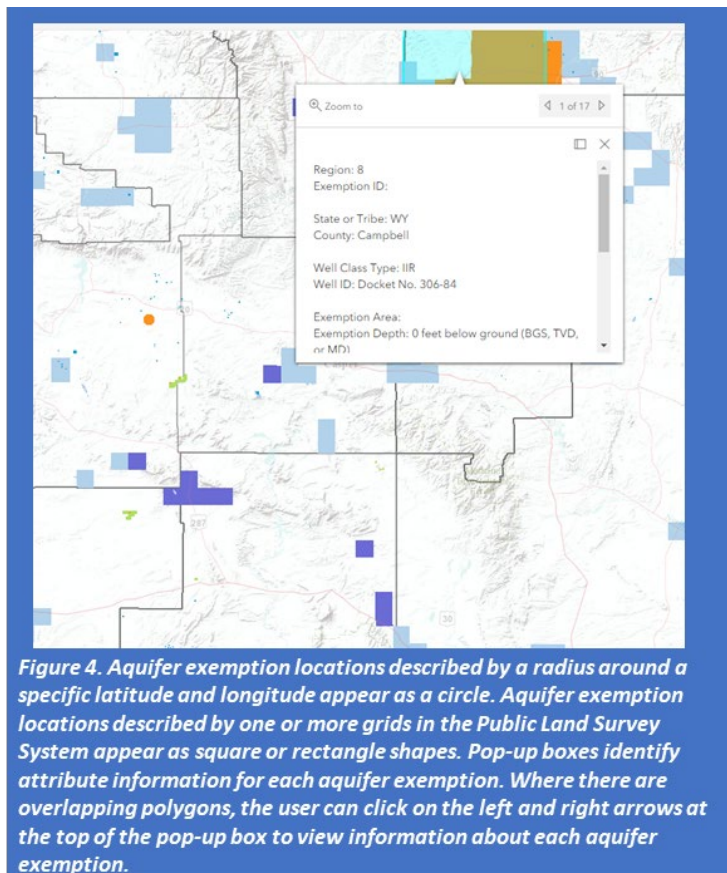 Zoom to
1 of 17
Region: 8
Exemption ID:
State or Tribe: WY
County: Campbell
Well Class Type: IIR
Well ID: Docket No. 306-84
Exemption Area:
Exemption Depth: 0 feet below ground (BGS, TVD,
or MD)
287
30
Figure 4. Aquifer exemption locations described by a radius around a
specific latitude and longitude appear as a circle. Aquifer exemption
locations described by one or more grids in the Public Land Survey
System appear as square or rectangle shapes. Pop-up boxes identify
attribute information for each aquifer exemption. Where there are
overlapping polygons, the user can click on the left and right arrows at
the top of the pop-up box to view information about each aquifer
exemption.